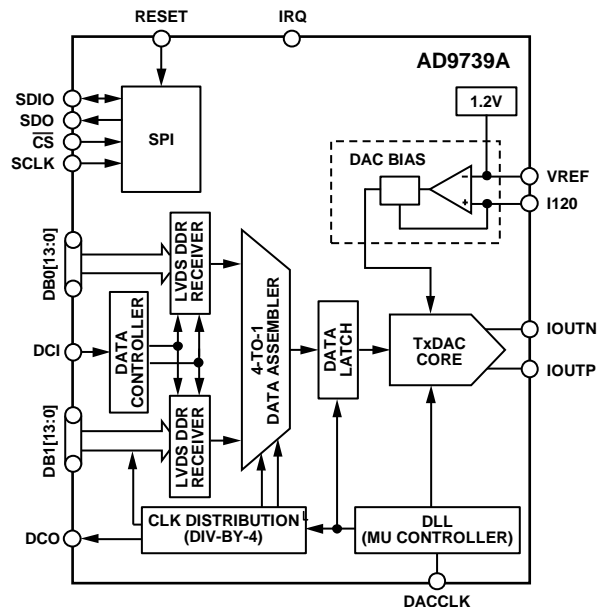 RESET
IRQ
AD9739A
1.2V
SDIO
SDO
CS
SCLK
SPI
DAC BIAS
–
+
VREF
I120
DB0[13:0]
LVDS DDR
RECEIVER
DCI
DATA
CONTROLLER
4-TO-1
DATA ASSEMBLER
DATA
LATCH
TxDAC
CORE
IOUTN
IOUTP
DB1[13:0]
LVDS DDR
RECEIVER
DCO
CLK DISTRIBUTION
(DIV-BY-4)
DLL
(MU CONTROLLER)
DACCLK